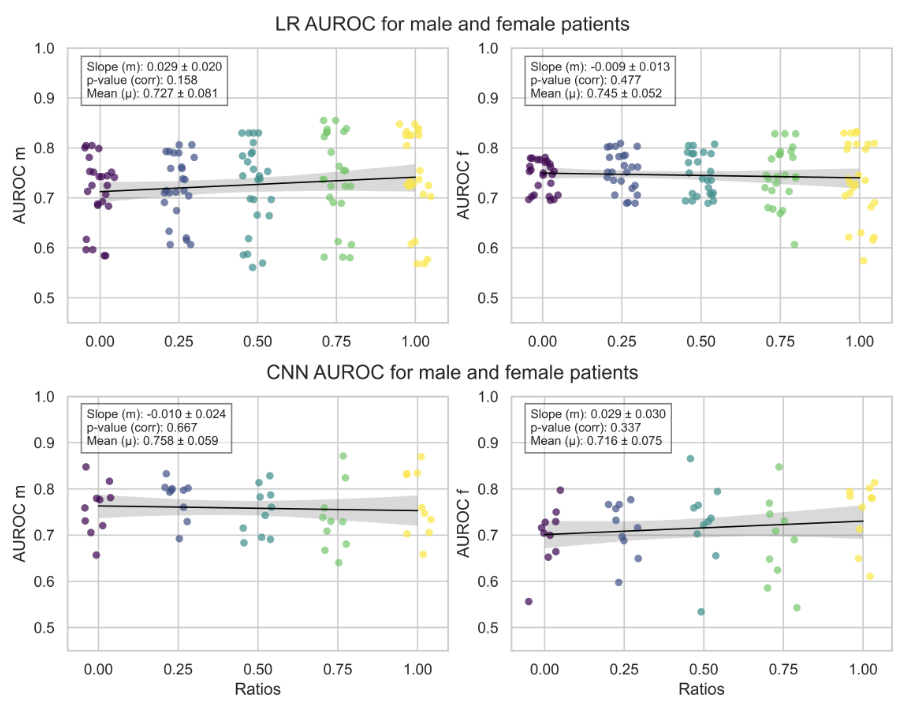 LR AUROC for male and female patients
1.0
0.9
0.8
0.7
0.6
0.5
AUROC m
Slope (m): 0.029 ± 0.020
p-value (corr): 0.158
Mean (μ): 0.727 ± 0.081
0.00 0.25 0.50 0.75 1.00
1.0
0.9
0.8
0.7
0.6
0.5
AUROC f
Slope (m): -0.009 ± 0.013
p-value (corr): 0.477
Mean (μ): 0.745 ± 0.052
0.00 0.25 0.50 0.75 1.00
CNN AUROC for male and female patients
1.0
0.9
0.8
0.7
0.6
0.5
AUROC m
Slope (m): -0.010 ± 0.024
p-value (corr): 0.667
Mean (μ): 0.758 ± 0.059
0.00 0.25 0.50 0.75 1.00
Ratios
1.0
0.9
0.8
0.7
0.6
0.5
AUROC f
Slope (m): 0.029 ± 0.030
p-value (corr): 0.337
Mean (μ): 0.716 ± 0.075
0.00 0.25 0.50 0.75 1.00
Ratios